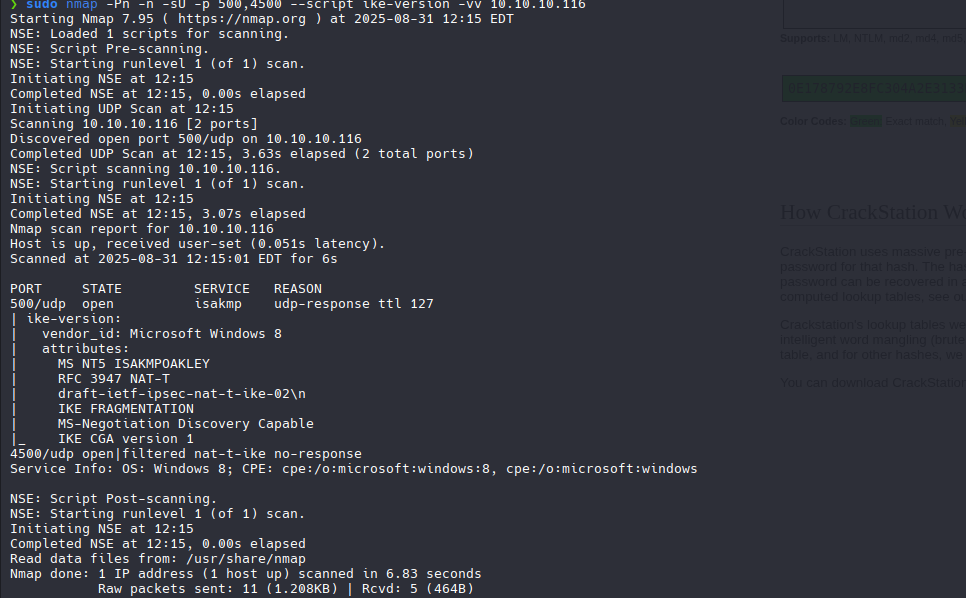 ❯ sudo nmap -Pn -n -sU -p 500,4500 --script ike-version -vv 10.10.10.116
Starting Nmap 7.95 ( https://nmap.org ) at 2025-08-31 12:15 EDT
NSE: Loaded 1 scripts for scanning.
NSE: Script Pre-scanning.
NSE: Starting runlevel 1 (of 1) scan.
Initiating NSE at 12:15
Completed NSE at 12:15, 0.00s elapsed
Initiating UDP Scan at 12:15
Scanning 10.10.10.116 [2 ports]
Discovered open port 500/udp on 10.10.10.116
Completed UDP Scan at 12:15, 3.63s elapsed (2 total ports)
NSE: Script scanning 10.10.10.116.
NSE: Starting runlevel 1 (of 1) scan.
Initiating NSE at 12:15
Completed NSE at 12:15, 3.07s elapsed
Nmap scan report for 10.10.10.116
Host is up, received user-set (0.051s latency).
Scanned at 2025-08-31 12:15:01 EDT for 6s
PORT     STATE         SERVICE   REASON
500/udp  open          isakmp    udp-response ttl 127
| ike-version:
|   vendor_id: Microsoft Windows 8
|   attributes:
|     MS NT5 ISAKMPOAKLEY
|     RFC 3947 NAT-T
|     draft-ietf-ipsec-nat-t-ike-02\n
|     IKE FRAGMENTATION
|     MS-Negotiation Discovery Capable
|_    IKE CGA version 1
4500/udp open|filtered nat-t-ike no-response
Service Info: OS: Windows 8; CPE: cpe:/o:microsoft:windows:8, cpe:/o:microsoft:windows
NSE: Script Post-scanning.
NSE: Starting runlevel 1 (of 1) scan.
Initiating NSE at 12:15
Completed NSE at 12:15, 0.00s elapsed
Read data files from: /usr/share/nmap
Nmap done: 1 IP address (1 host up) scanned in 6.83 seconds
           Raw packets sent: 11 (1.208KB) | Rcvd: 5 (464B)
Supports: LM, NTLM, md2, md4, md5,
Color Codes: Exact match,
How CrackStation
CrackStation uses massive
password for that hash. The
password can be recovered in
computed lookup tables, see
Crackstation's lookup tables
intelligent word mangling
table, and for other hashes, we
You can download CrackStation